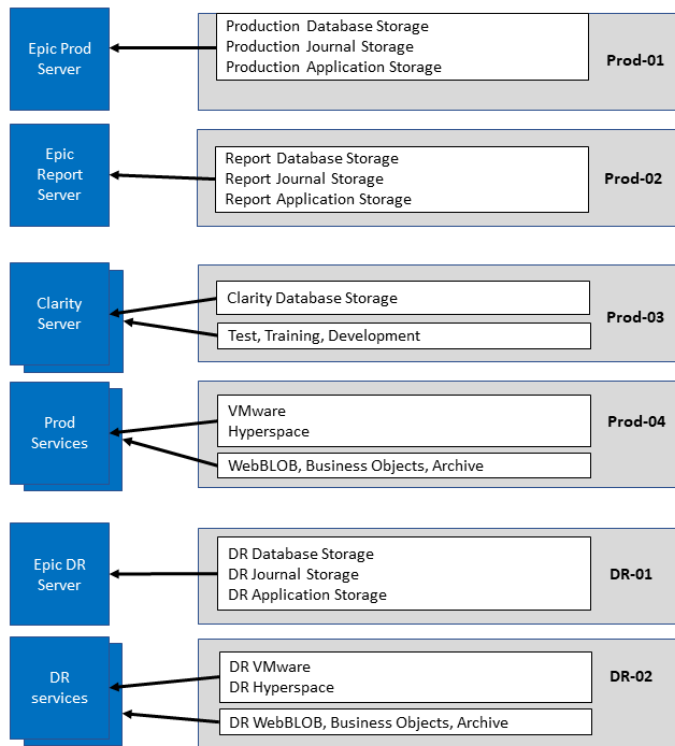 Epic Prod
Server
Production Database Storage
Production Journal Storage
Production Application Storage
Prod-01
Epic
Report
Server
Report Database Storage
Report Journal Storage
Report Application Storage
Prod-02
Clarity
Server
Clarity Database Storage
Test, Training, Development
Prod-03
Prod
Services
VMware
Hyperspace
WebBLOB, Business Objects, Archive
Prod-04
Epic DR
Server
DR Database Storage
DR Journal Storage
DR Application Storage
DR-01
DR
services
DR VMware
DR Hyperspace
DR WebBLOB, Business Objects, Archive
DR-02